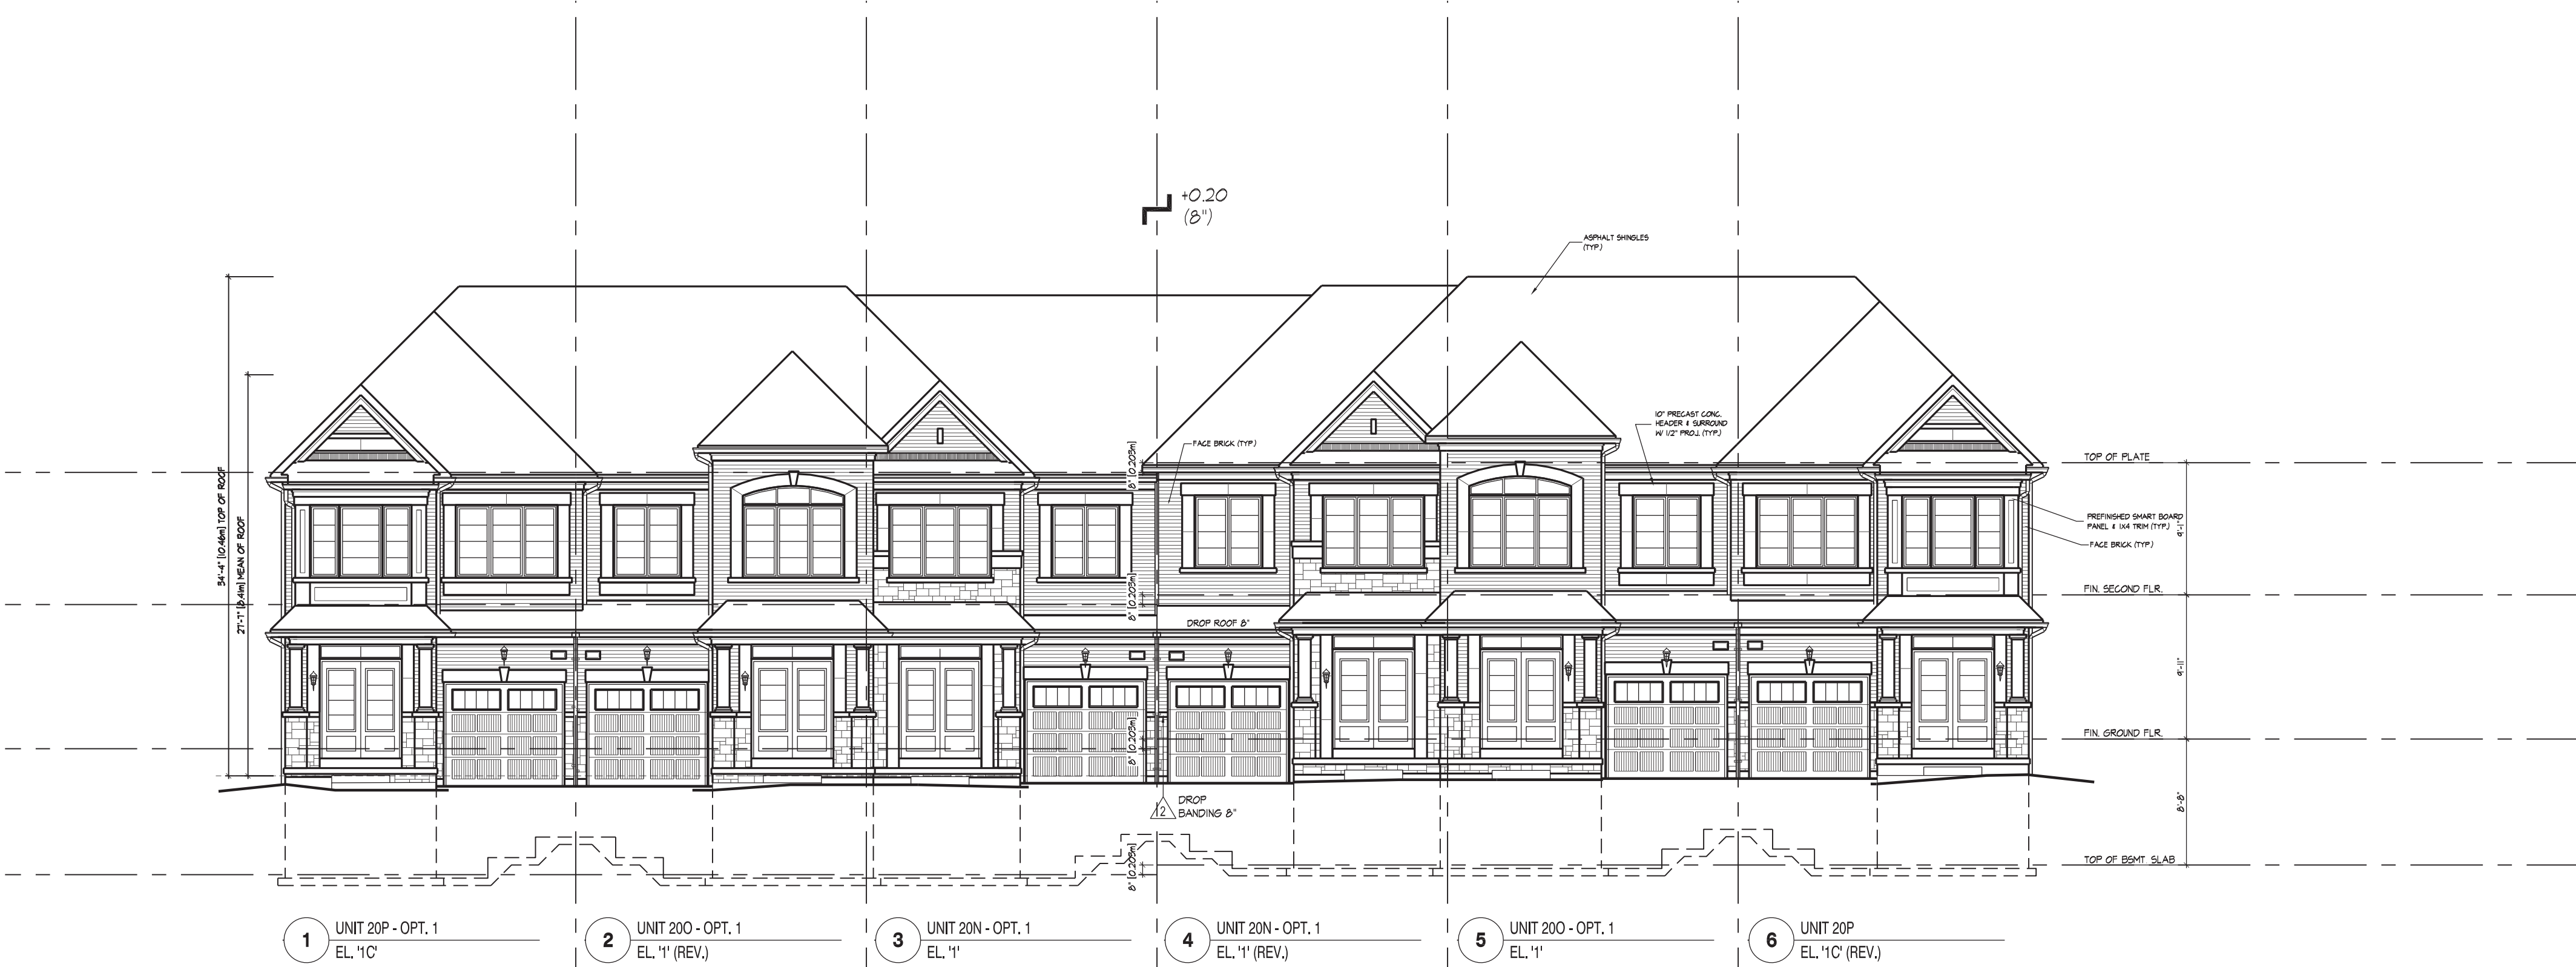 +0.20
(8")
ASPHALT SHINGLES
(TYP.)
34'-4" [10.46m] TOP OF ROOF
27'-7" [8.41m] MEAN OF ROOF
10" PRECAST CONC.
HEADER & SURROUND
W/ 1/2" PROJ. (TYP.)
FACE BRICK (TYP.)
8" [0.203m]
TOP OF PLATE
PREFINISHED SMART BOARD
PANEL & 1X4 TRIM (TYP.)
9'-1"
FACE BRICK (TYP.)
8" [0.203m]
FIN. SECOND FLR.
DROP ROOF 8"
9'-11"
8" [0.203m]
FIN. GROUND FLR.
12
DROP
BANDING 8"
8'-8"
8" [0.203m]
TOP OF BSMT. SLAB
1
UNIT 20P - OPT. 1
EL. '1C'
2
UNIT 20O - OPT. 1
EL. '1' (REV.)
3
UNIT 20N - OPT. 1
EL. '1'
4
UNIT 20N - OPT. 1
EL. '1' (REV.)
5
UNIT 20O - OPT. 1
EL. '1'
6
UNIT 20P
EL. '1C' (REV.)